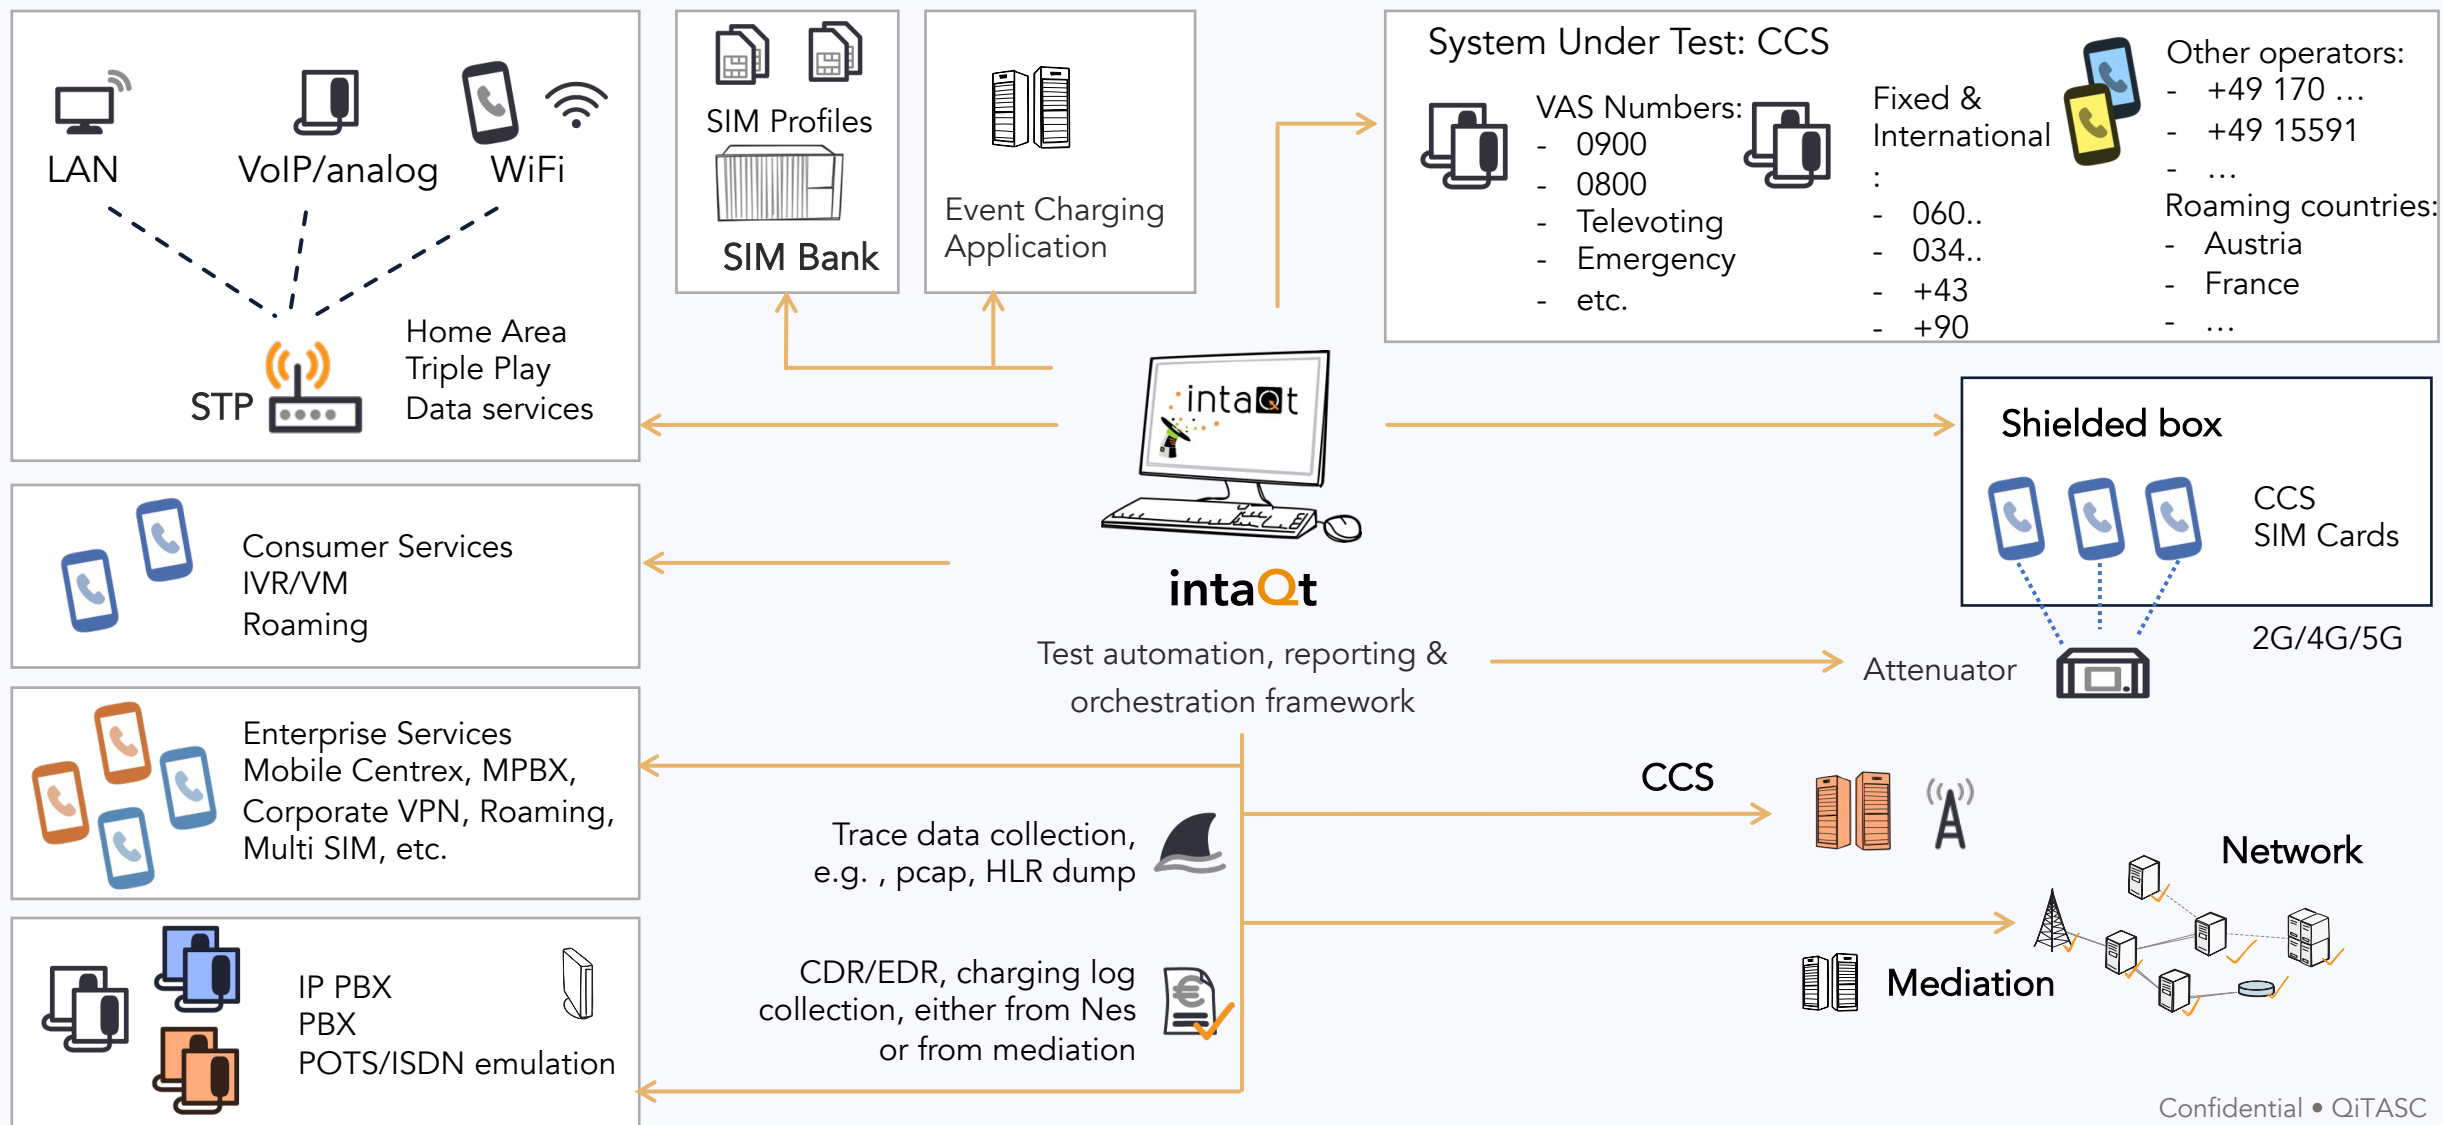 LAN
VoIP/analog
WiFi
Home Area
Triple Play
Data services
STP
SIM Profiles
SIM Bank
Event Charging
Application
System Under Test: CCS
VAS Numbers:
- 0900
- 0800
- Televoting
- Emergency
- etc.
Fixed &
International
:
- 060..
- 034..
- +43
- +90
Other operators:
- +49 170 ...
- +49 15591
- ...
Roaming countries:
- Austria
- France
- ...
intaQt
intaQt
Test automation, reporting &
orchestration framework
Shielded box
CCS
SIM Cards
2G/4G/5G
Attenuator
Consumer Services
IVR/VM
Roaming
Enterprise Services
Mobile Centrex, MPBX,
Corporate VPN, Roaming,
Multi SIM, etc.
IP PBX
PBX
POTS/ISDN emulation
Trace data collection,
e.g. , pcap, HLR dump
CDR/EDR, charging log
collection, either from Nes
or from mediation
€
CCS
Network
Mediation
Confidential • QiTASC